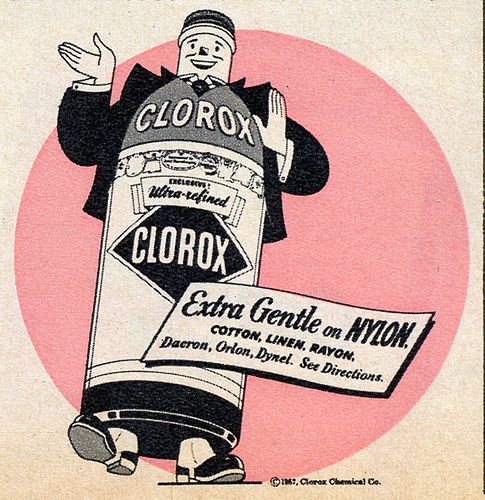 CLOROX
EXCLUSIVE!
Ultra-refined
CLOROX
Extra Gentle on NYLON,
COTTON, LINEN, RAYON,
Dacron, Orlon, Dynel. See Directions.
©1957, Clorox Chemical Co.